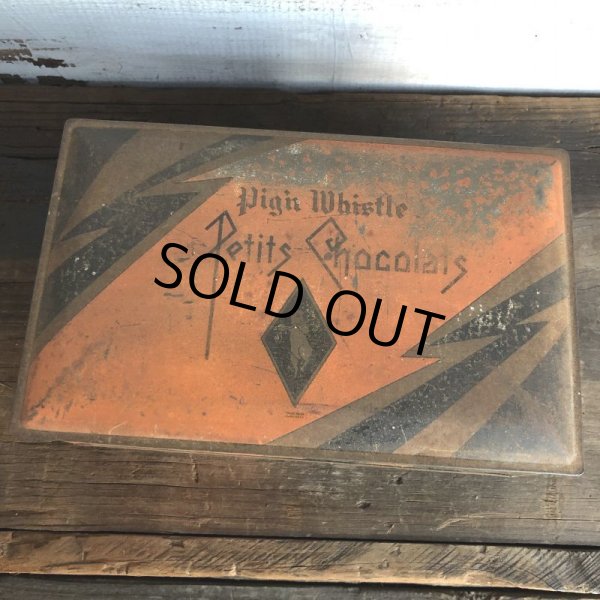 Pig'n Whistle
Petits Chocolats
SOLD OUT